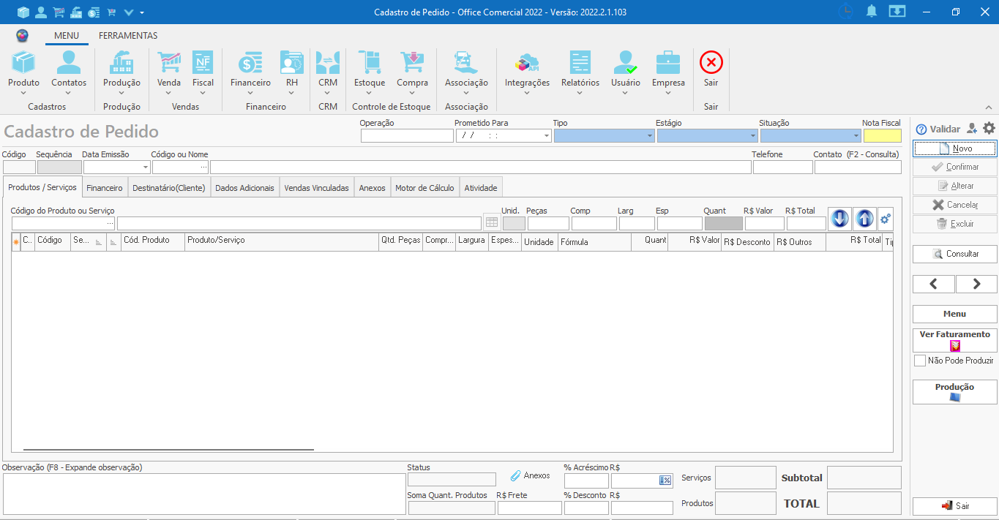 Cadastro de Pedido - Office Comercial 2022 - Versão: 2022.2.1.103
MENU FERRAMENTAS
NF API
Produto Contatos Produção Venda Fiscal Financeiro RH CRM Estoque Compra Associação Integrações Relatórios Usuário Empresa Sair
Cadastros Produção Vendas Financeiro CRM Controle de Estoque Associação Sair
Cadastro de Pedido
Operação Prometido Para Tipo Estágio Situação Nota Fiscal
/ / : :
Validar
Código Sequência Data Emissão Código ou Nome Telefone Contato (F2 - Consulta)
Novo
Confirmar
Produtos / Serviços Financeiro Destinatário(Cliente) Dados Adicionais Vendas Vinculadas Anexos Motor de Cálculo Atividade
Alterar
Cancelar
Código do Produto ou Serviço Unid. Peças Comp Larg Esp Quant R$ Valor R$ Total
Excluir
C... Código Se... Cód. Produto Produto/Serviço Qtd. Peças Compr... Largura Espes... Unidade Fórmula Quant R$ Valor R$ Desconto R$ Outros R$ Total Tip
Consultar
Menu
Ver Faturamento
Não Pode Produzir
Produção
Observação (F8 - Expande observação) Status Anexos % Acréscimo R$ Serviços Subtotal
Soma Quant. Produtos R$ Frete % Desconto R$ Produtos TOTAL
Sair